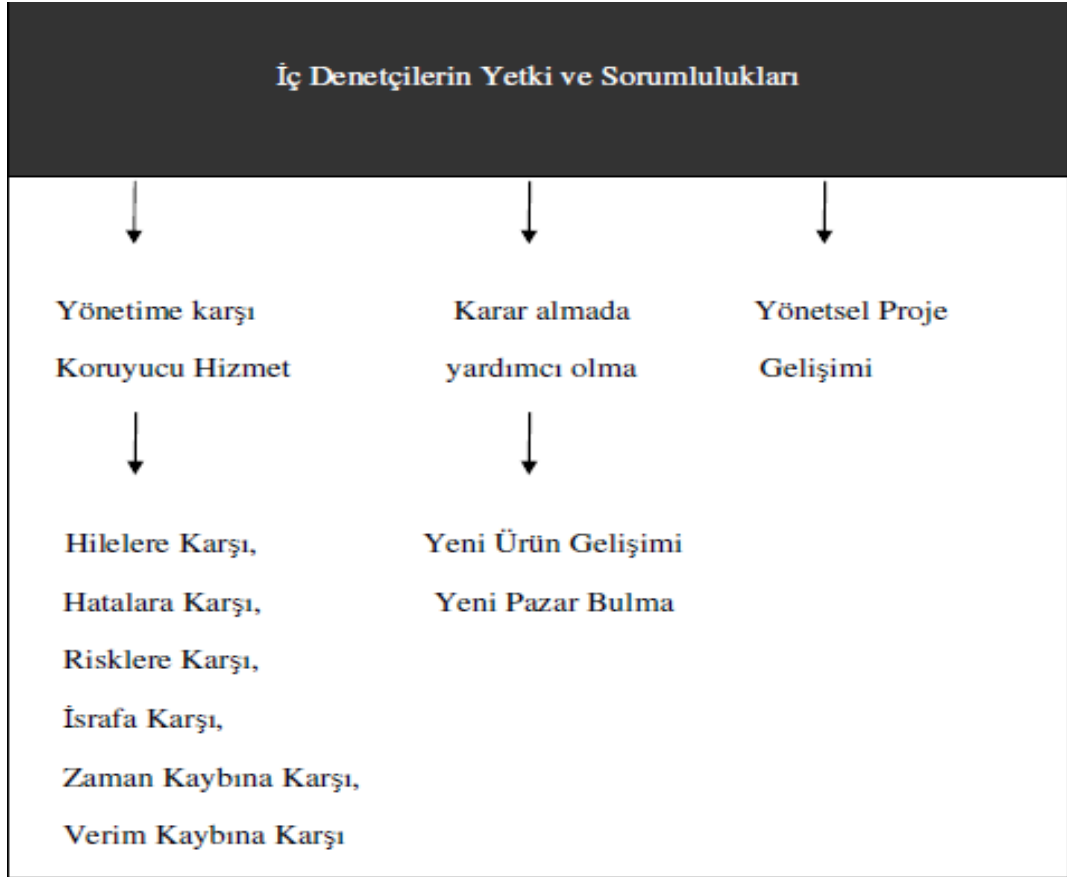 İç Denetçilerin Yetki ve Sorumlulukları
Yönetime karşı
Koruyucu Hizmet
Karar almada
yardımcı olma
Yönetsel Proje
Gelişimi
Hilelere Karşı,
Hatalara Karşı,
Risklere Karşı,
İsrafa Karşı,
Zaman Kaybına Karşı,
Verim Kaybına Karşı
Yeni Ürün Gelişimi
Yeni Pazar Bulma